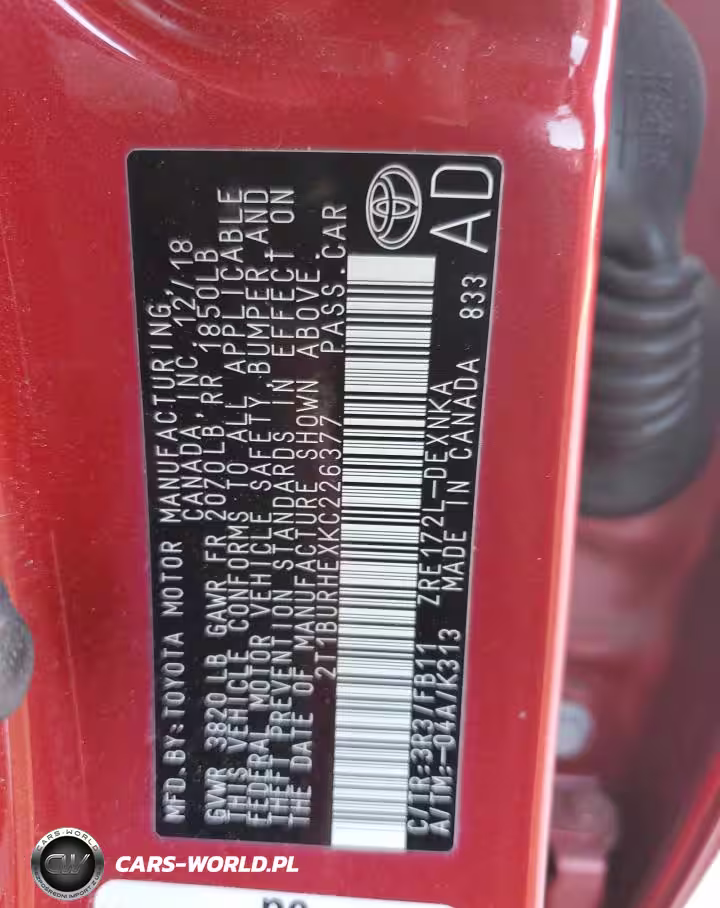 MFD.BY:TOYOTA MOTOR MANUFACTURING,
CANADA, INC. 12/18
GVWR 3820LB GAWR FR 2070LB RR 1850LB
THIS VEHICLE CONFORMS TO ALL APPLICABLE
FEDERAL MOTOR VEHICLE SAFETY, BUMPER, AND
THEFT PREVENTION STANDARDS IN EFFECT ON
THE DATE OF MANUFACTURE SHOWN ABOVE.
2T1BURHEXKC226377 PASS.CAR
C/TR:3R3/FB11 ZRE172L-DEXNKA
A/TM:-04A/K313 MADE IN CANADA 833
AD
CARS-WORLD
CW
CARS-WORLD.PL